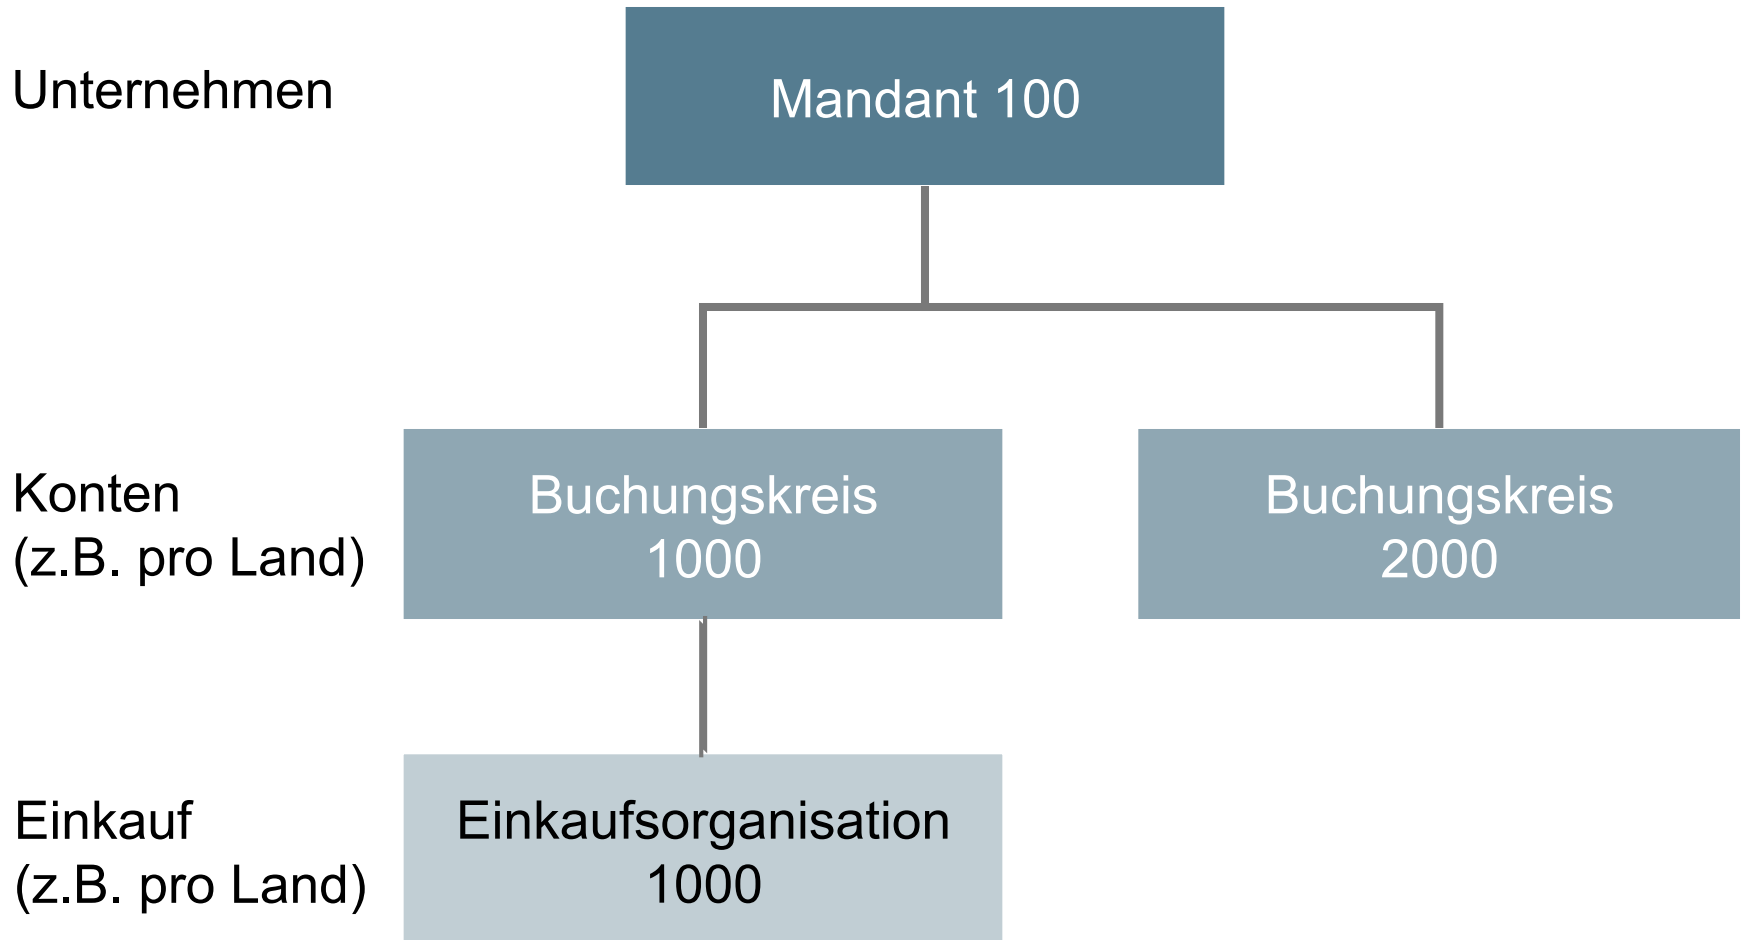 Unternehmen
Mandant 100
Konten
(z.B. pro Land)
Buchungskreis
1000
Buchungskreis
2000
Einkauf
(z.B. pro Land)
Einkaufsorganisation
1000